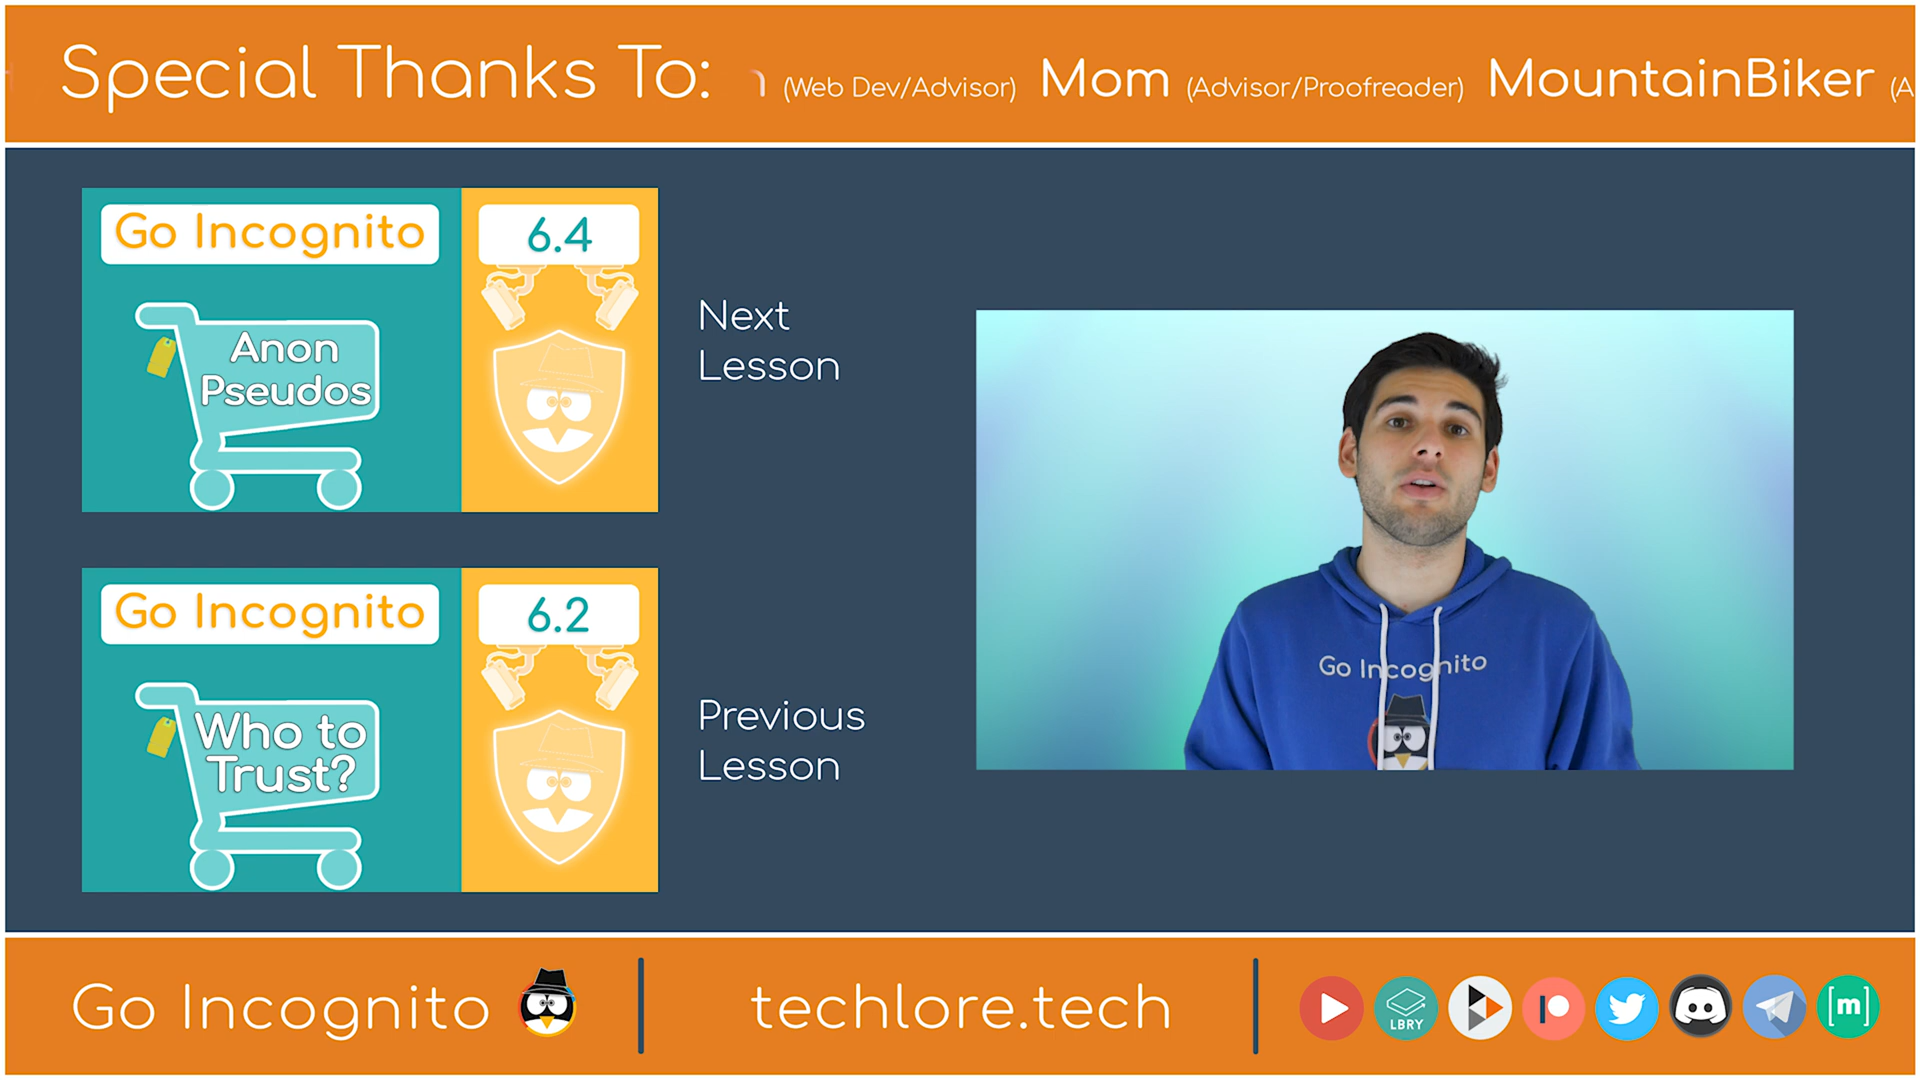 Special Thanks To: (Web Dev/Advisor) Mom (Advisor/Proofreader) MountainBiker (A
Go Incognito
6.4
Anon
Pseudos
Next
Lesson
Go Incognito
6.2
Who to
Trust?
Previous
Lesson
Go Incognito
Go Incognito
techlore.tech
LBRY
[m]